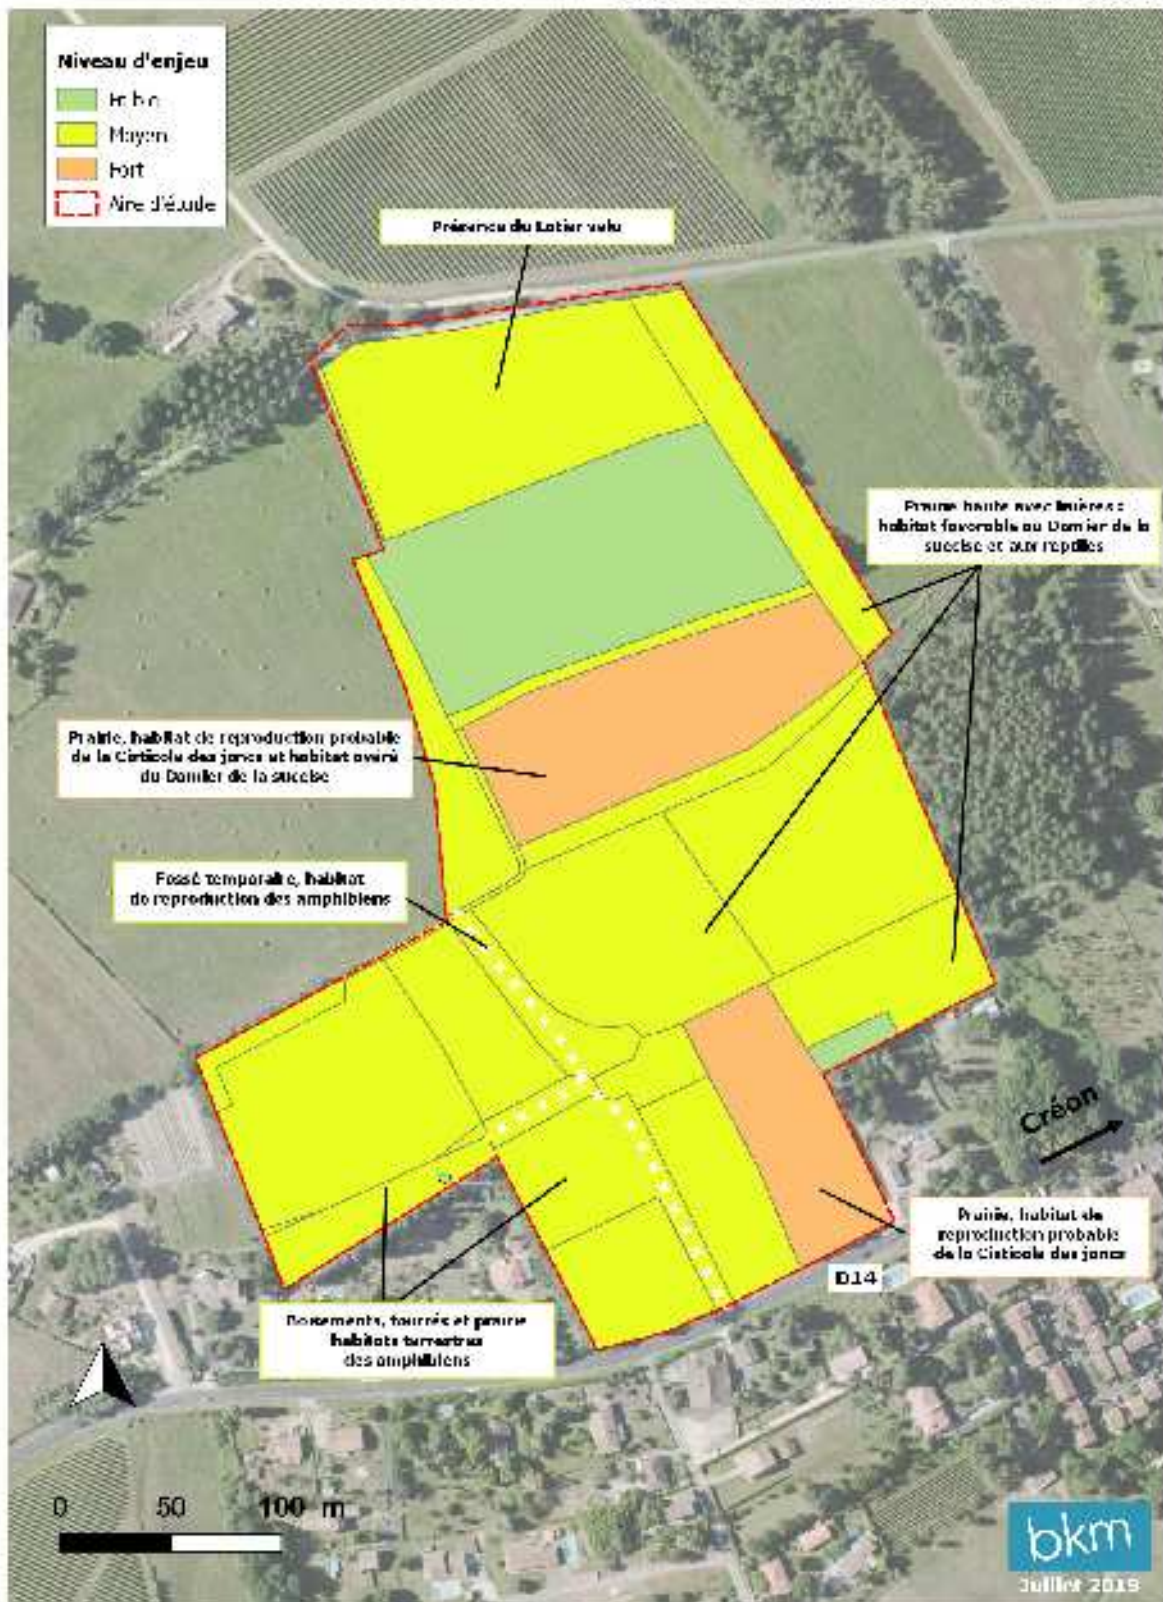 Niveau d'enjeu
Faible
Moyen
Fort
Aire d'étude
Présence du Lotier velu
Prairie haute avec lisières :
habitat favorable au Damier de la
succise et aux reptiles
Prairie, habitat de reproduction probable
de la Cisticole des joncs et habitat avéré
du Damier de la succise
Fossé temporaire, habitat
de reproduction des amphibiens
Créon
Prairie, habitat de
reproduction probable
de la Cisticole des joncs
D14
Boisements, fourrés et prairie
habitats terrestres
des amphibiens
0 50 100 m
bkm
Juillet 2019